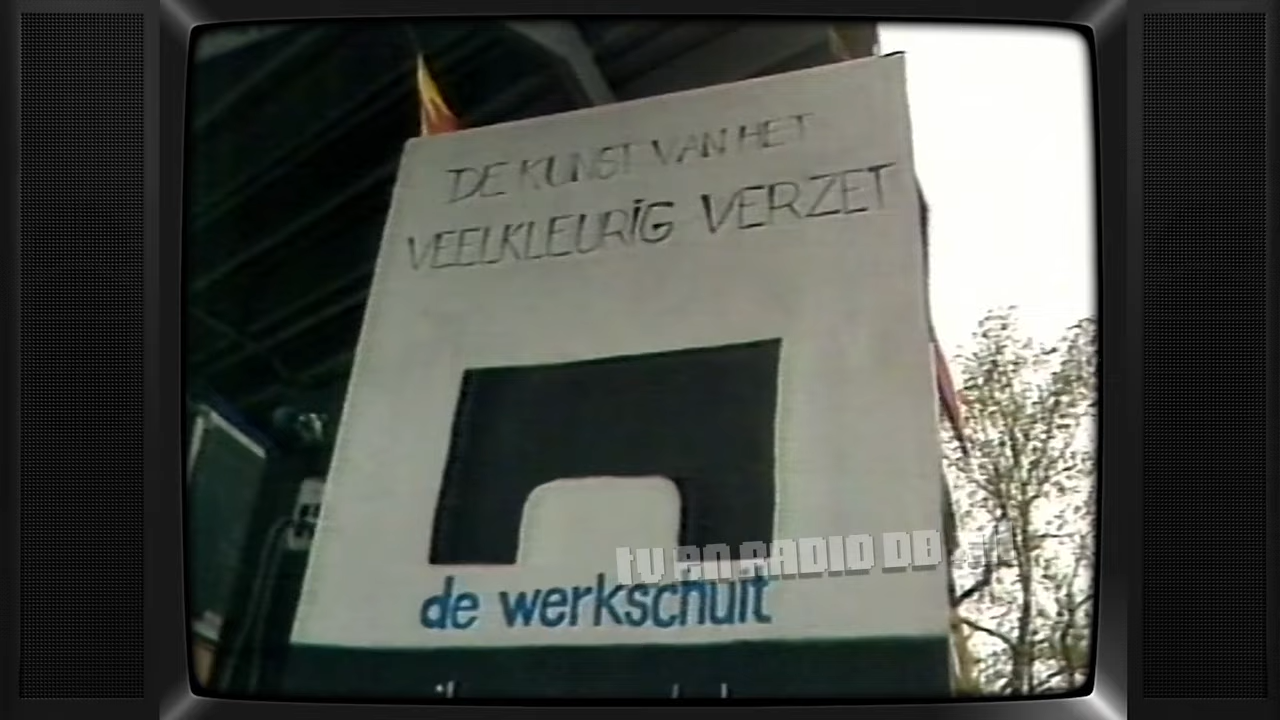 DE KUNST VAN HET
VEELKLEURIG VERZET
TV EN RADIO DB
de werkschuit